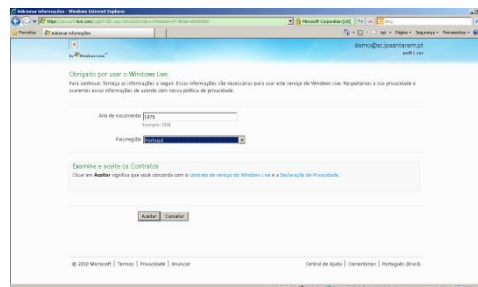 Adicionar informações - Windows Internet Explorer
Microsoft Corporation [US]
Favoritos
Adicionar informações
Página
Segurança
Ferramentas
Windows Live
demo@sc.ipsantarem.pt
Obrigado por usar o Windows Live.
Para continuar, forneça as informações a seguir. Essas informações são necessárias para usar este serviço do Windows Live. Respeitamos a sua privacidade e
usaremos essas informações de acordo com nossa política de privacidade.
Ano de nascimento: 1975
Exemplo: 1999
País/região: Portugal
Examine e aceite os Contratos
Clicar em Aceitar significa que você concorda com o contrato de serviço do Windows Live e a Declaração de Privacidade.
Aceitar Cancelar
© 2010 Microsoft | Termos | Privacidade | Anunciar
Central de Ajuda | Comentários | Português (Brasil)